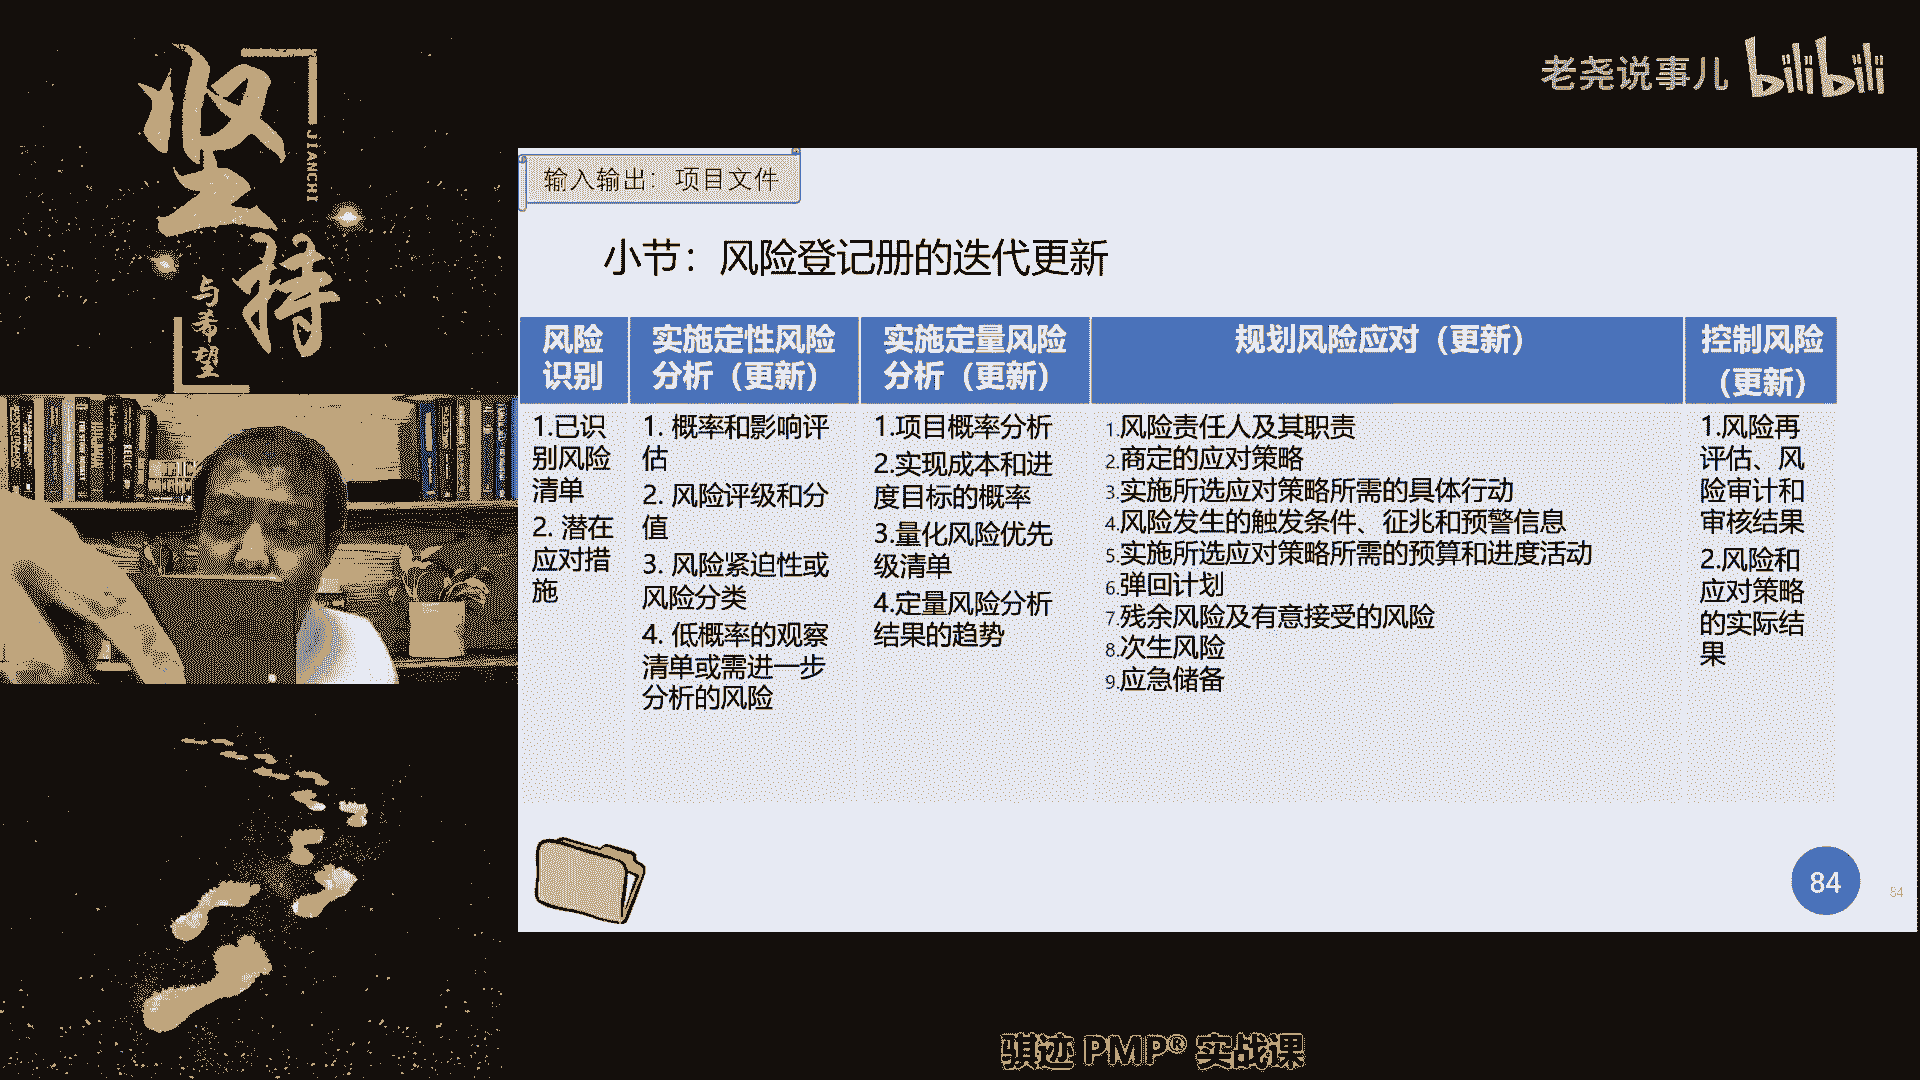 坚持
JIANCHI
与希望
老尧说事儿 bilibili
输入输出：项目文件
小节：风险登记册的迭代更新
风险
识别
1.已识
别风险
清单
2. 潜在
应对措
施
实施定性风险
分析（更新）
1. 概率和影响评
估
2. 风险评级和分
值
3. 风险紧迫性或
风险分类
4. 低概率的观察
清单或需进一步
分析的风险
实施定量风险
分析（更新）
1.项目概率分析
2.实现成本和进
度目标的概率
3.量化风险优先
级清单
4.定量风险分析
结果的趋势
规划风险应对（更新）
1.风险责任人及其职责
2.商定的应对策略
3.实施所选应对策略所需的具体行动
4.风险发生的触发条件、征兆和预警信息
5.实施所选应对策略所需的预算和进度活动
6.弹回计划
7.残余风险及有意接受的风险
8.次生风险
9.应急储备
控制风险
（更新）
1.风险再
评估、风
险审计和
审核结果
2.风险和
应对策略
的实际结
果
84
84
骐迹 PMP® 实战课